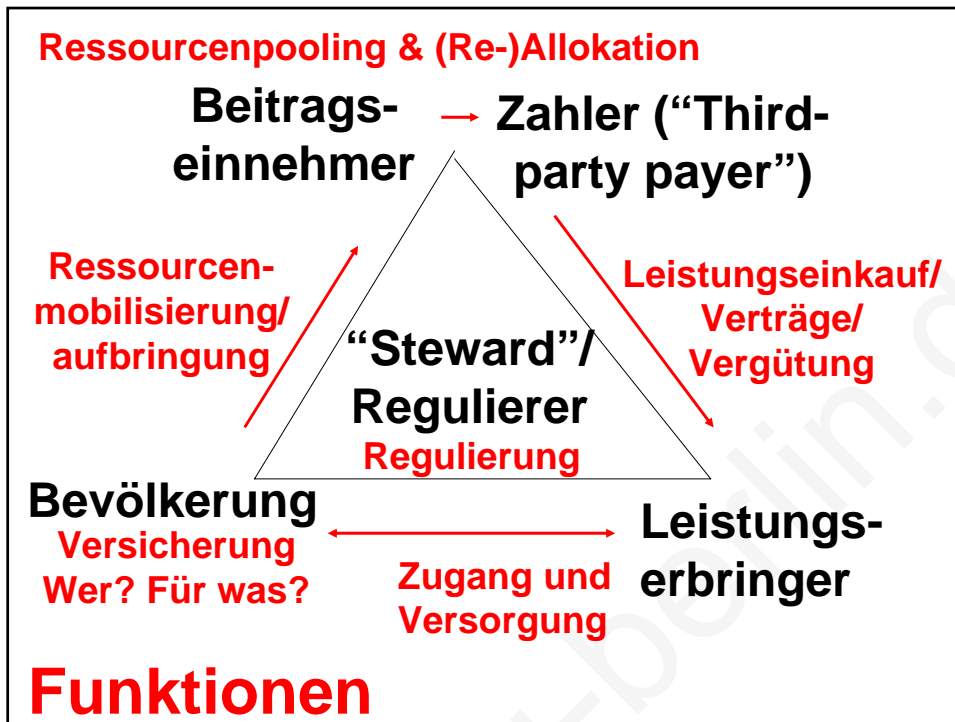 Ressourcenpooling & (Re-)Allokation
Beitrags-
einnehmer
Zahler (“Third-
party payer”)
Ressourcen-
mobilisierung/
aufbringung
Leistungseinkauf/
Verträge/
Vergütung
“Steward”/
Regulierer
Regulierung
Bevölkerung
Versicherung
Wer? Für was?
Leistungs-
erbringer
Zugang und
Versorgung
Funktionen